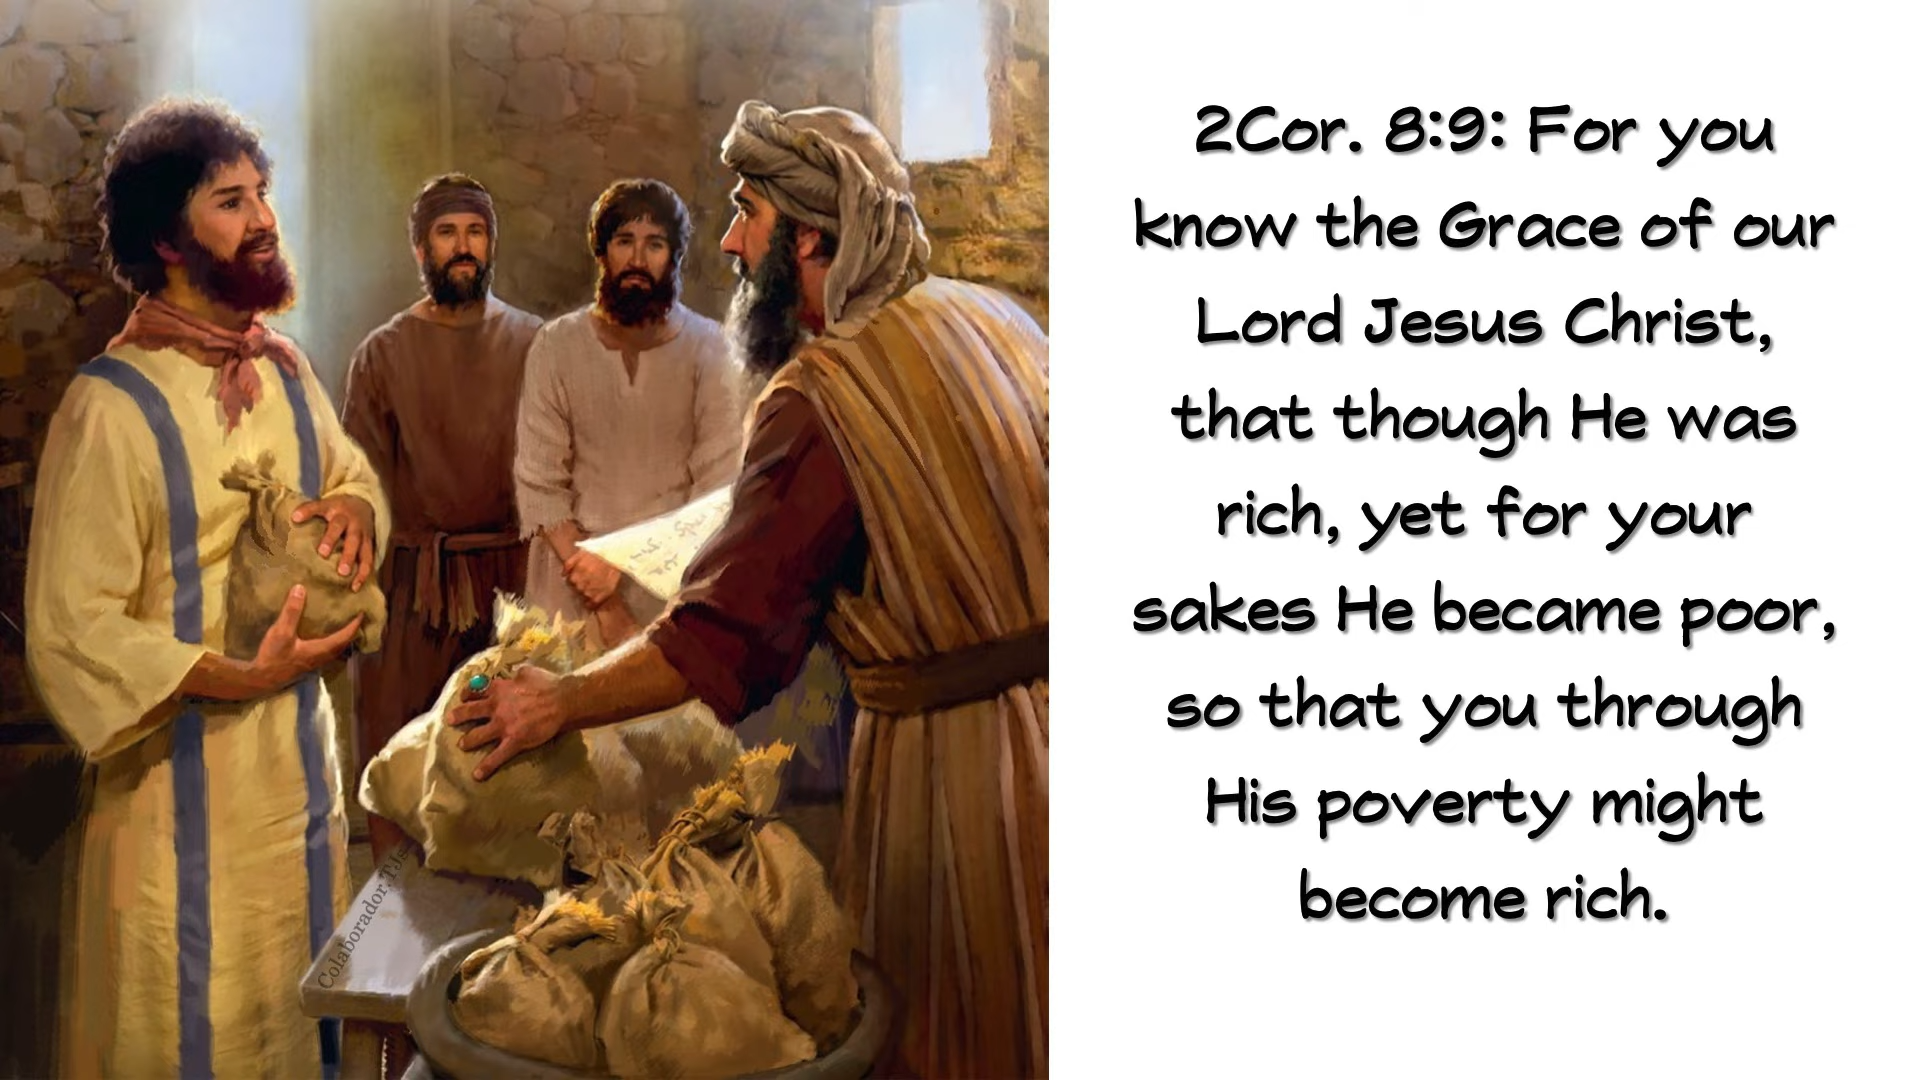 2Cor. 8:9: For you
know the Grace of our
Lord Jesus Christ,
that though He was
rich, yet for your
sakes He became poor,
so that you through
His poverty might
become rich.
Colaborador.TJs